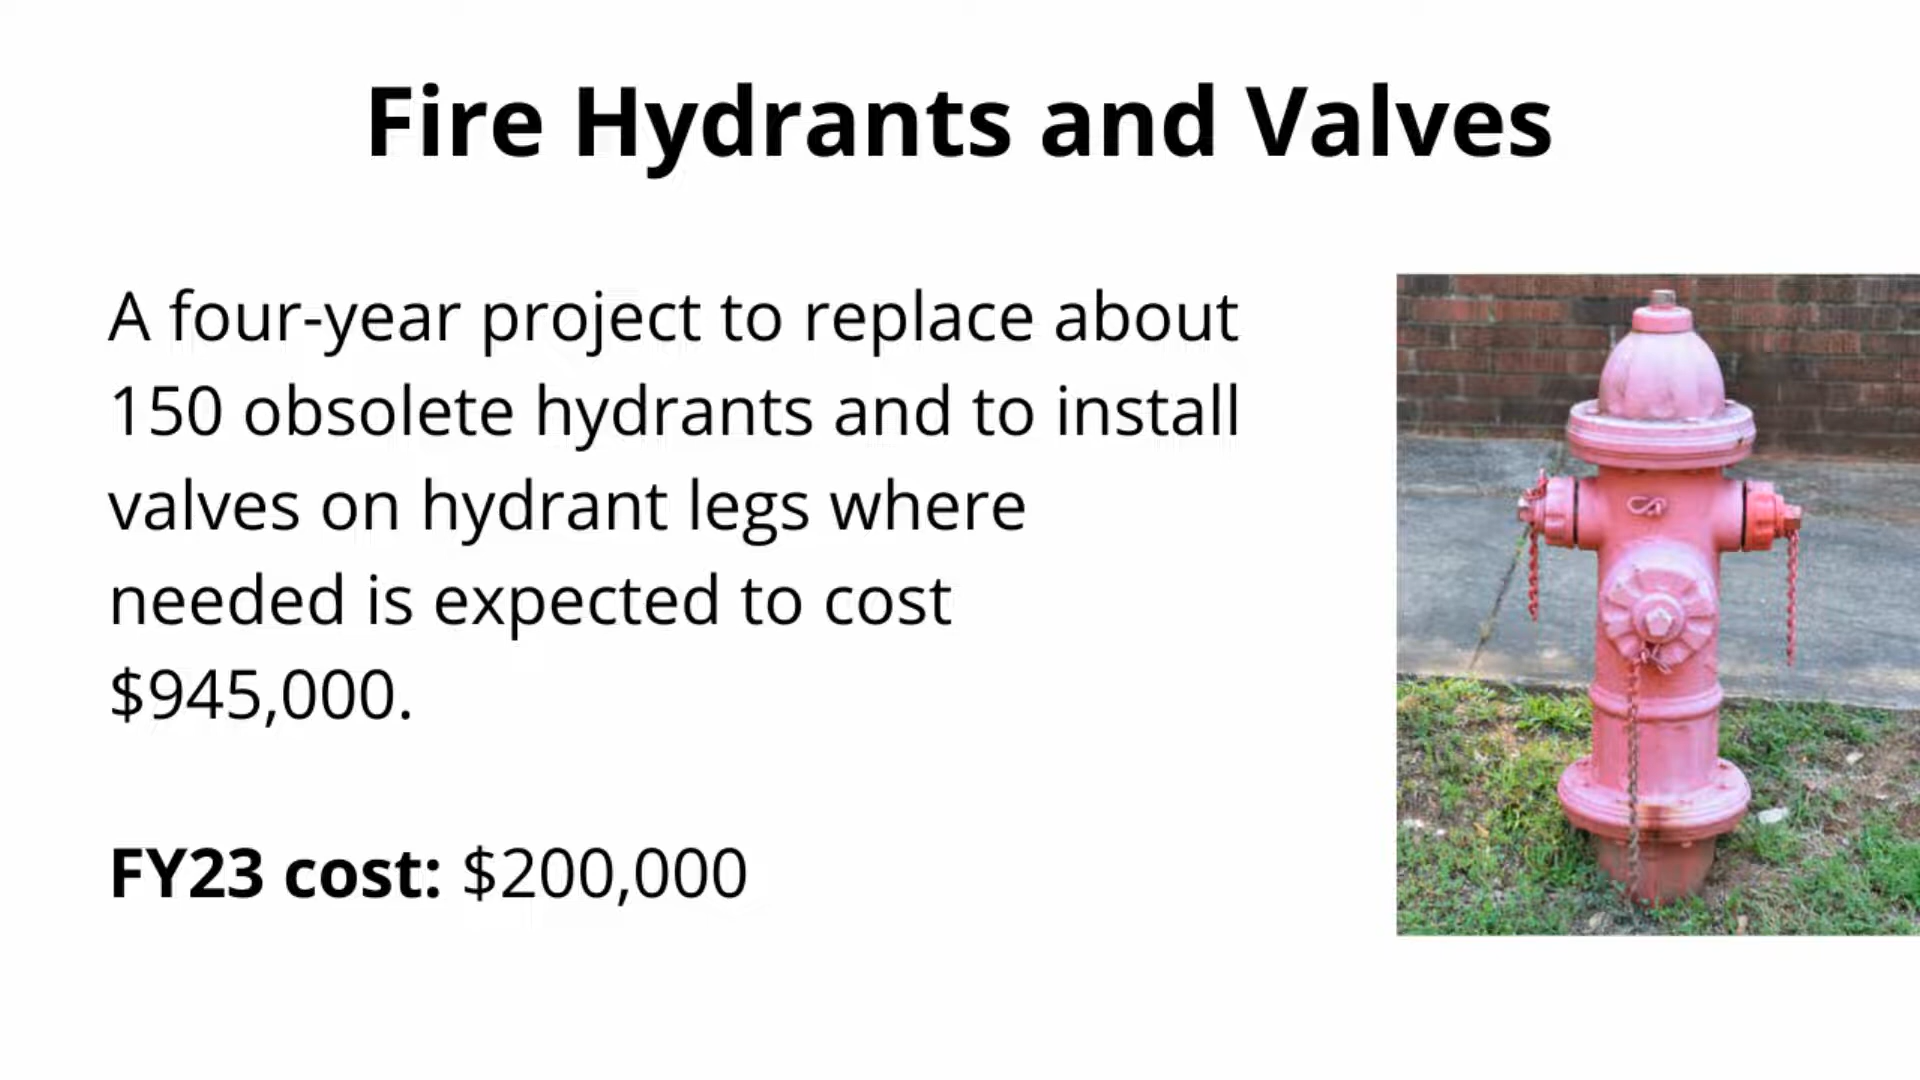 Fire Hydrants and Valves
A four-year project to replace about
150 obsolete hydrants and to install
valves on hydrant legs where
needed is expected to cost
$945,000.
FY23 cost: $200,000